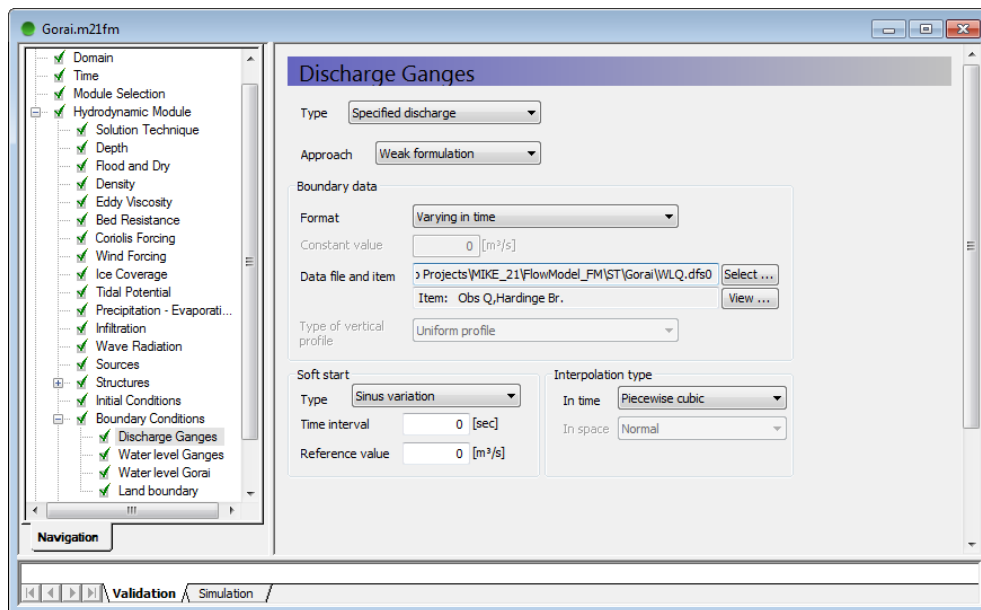 Gorai.m21fm
Domain
Time
Module Selection
Hydrodynamic Module
Solution Technique
Depth
Flood and Dry
Density
Eddy Viscosity
Bed Resistance
Coriolis Forcing
Wind Forcing
Ice Coverage
Tidal Potential
Precipitation - Evaporati...
Infiltration
Wave Radiation
Sources
Structures
Initial Conditions
Boundary Conditions
Discharge Ganges
Water level Ganges
Water level Gorai
Land boundary
Navigation
Discharge Ganges
Type Specified discharge
Approach Weak formulation
Boundary data
Format Varying in time
Constant value 0 [m³/s]
Data file and item Projects\MIKE_21\FlowModel_FM\ST\Gorai\WLQ.dfs0 Select ...
Item: Obs Q,Hardinge Br. View ...
Type of vertical
profile
Uniform profile
Soft start
Type Sinus variation
Time interval 0 [sec]
Reference value 0 [m³/s]
Interpolation type
In time Piecewise cubic
In space Normal
Validation Simulation